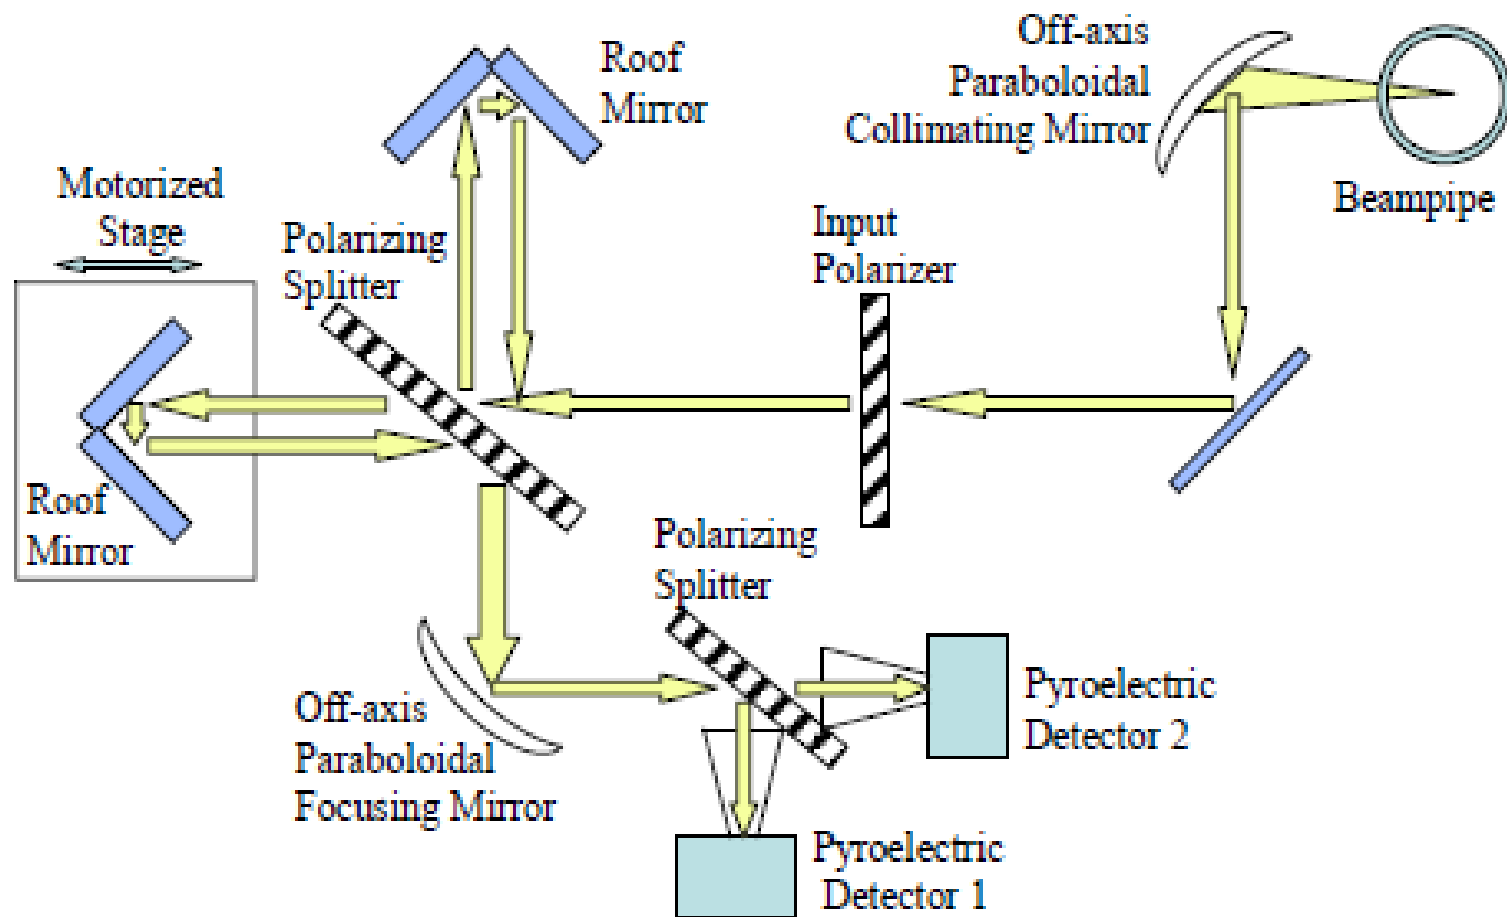 Off-axis
Paraboloidal
Collimating Mirror
Beampipe
Roof
Mirror
Motorized
Stage
Polarizing
Splitter
Input
Polarizer
Roof
Mirror
Polarizing
Splitter
Off-axis
Paraboloidal
Focusing Mirror
Pyroelectric
Detector 2
Pyroelectric
Detector 1